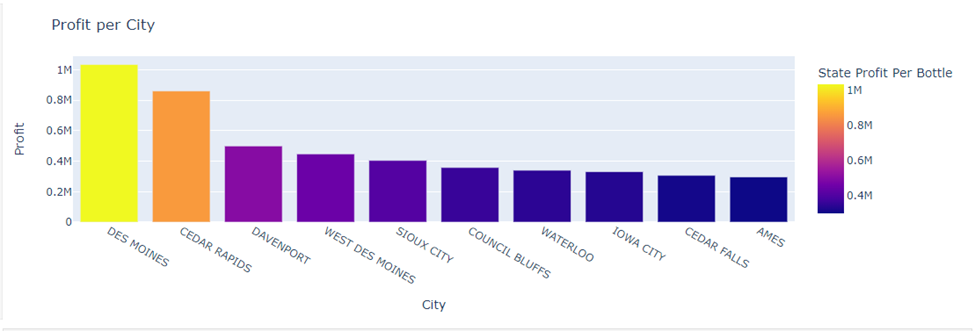 Profit per City
Profit
1M
0.8M
0.6M
0.4M
0.2M
0
DES MOINES
CEDAR RAPIDS
DAVENPORT
WEST DES MOINES
SIOUX CITY
COUNCIL BLUFFS
WATERLOO
IOWA CITY
CEDAR FALLS
AMES
City
State Profit Per Bottle
1M
0.8M
0.6M
0.4M